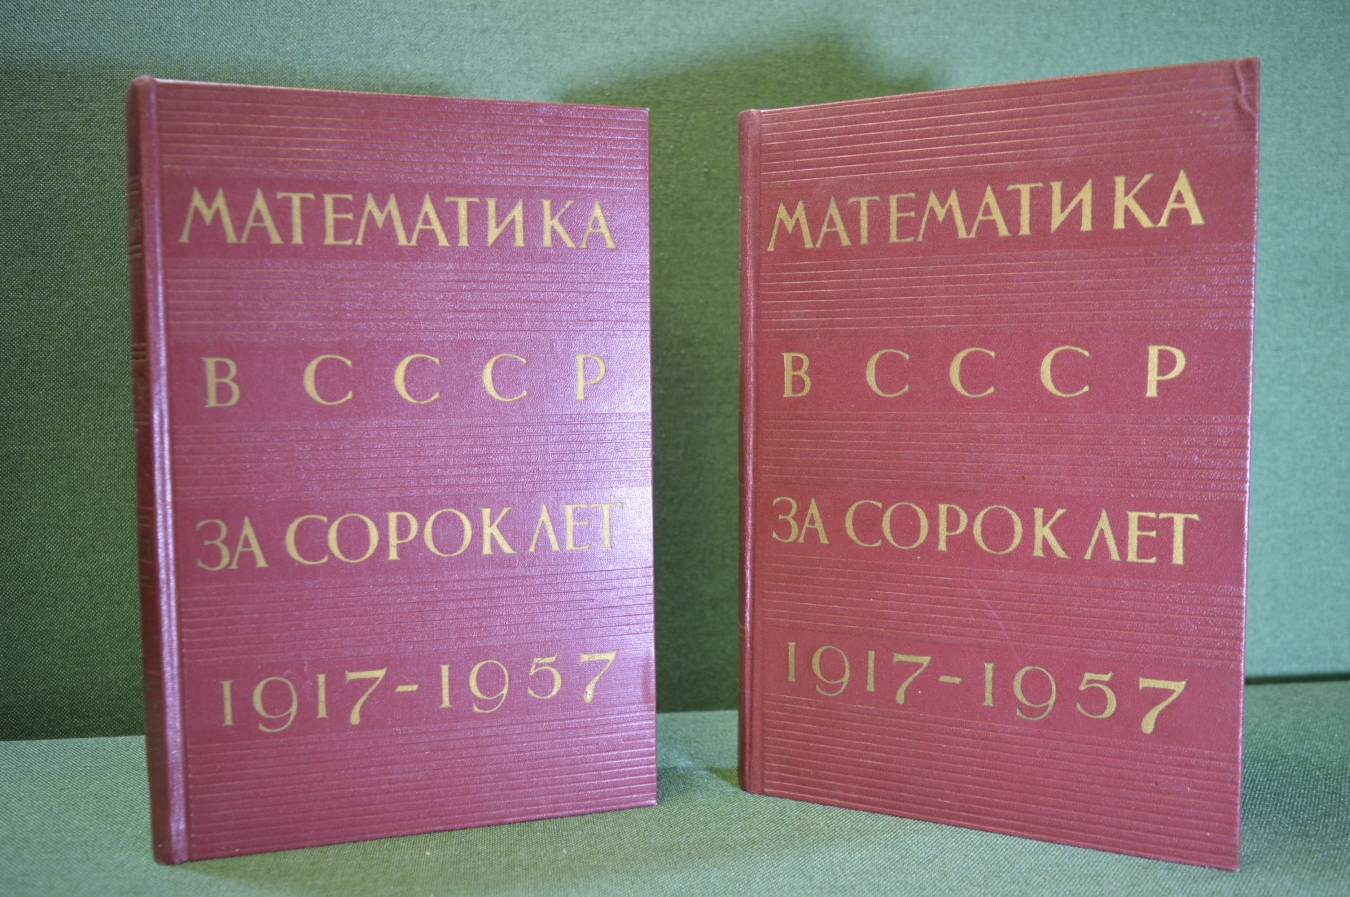 МАТЕМАТИКА
В СССР
ЗА СОРОК ЛЕТ
1917-1957
МАТЕМАТИКА
В СССР
ЗА СОРОК ЛЕТ
1917-1957